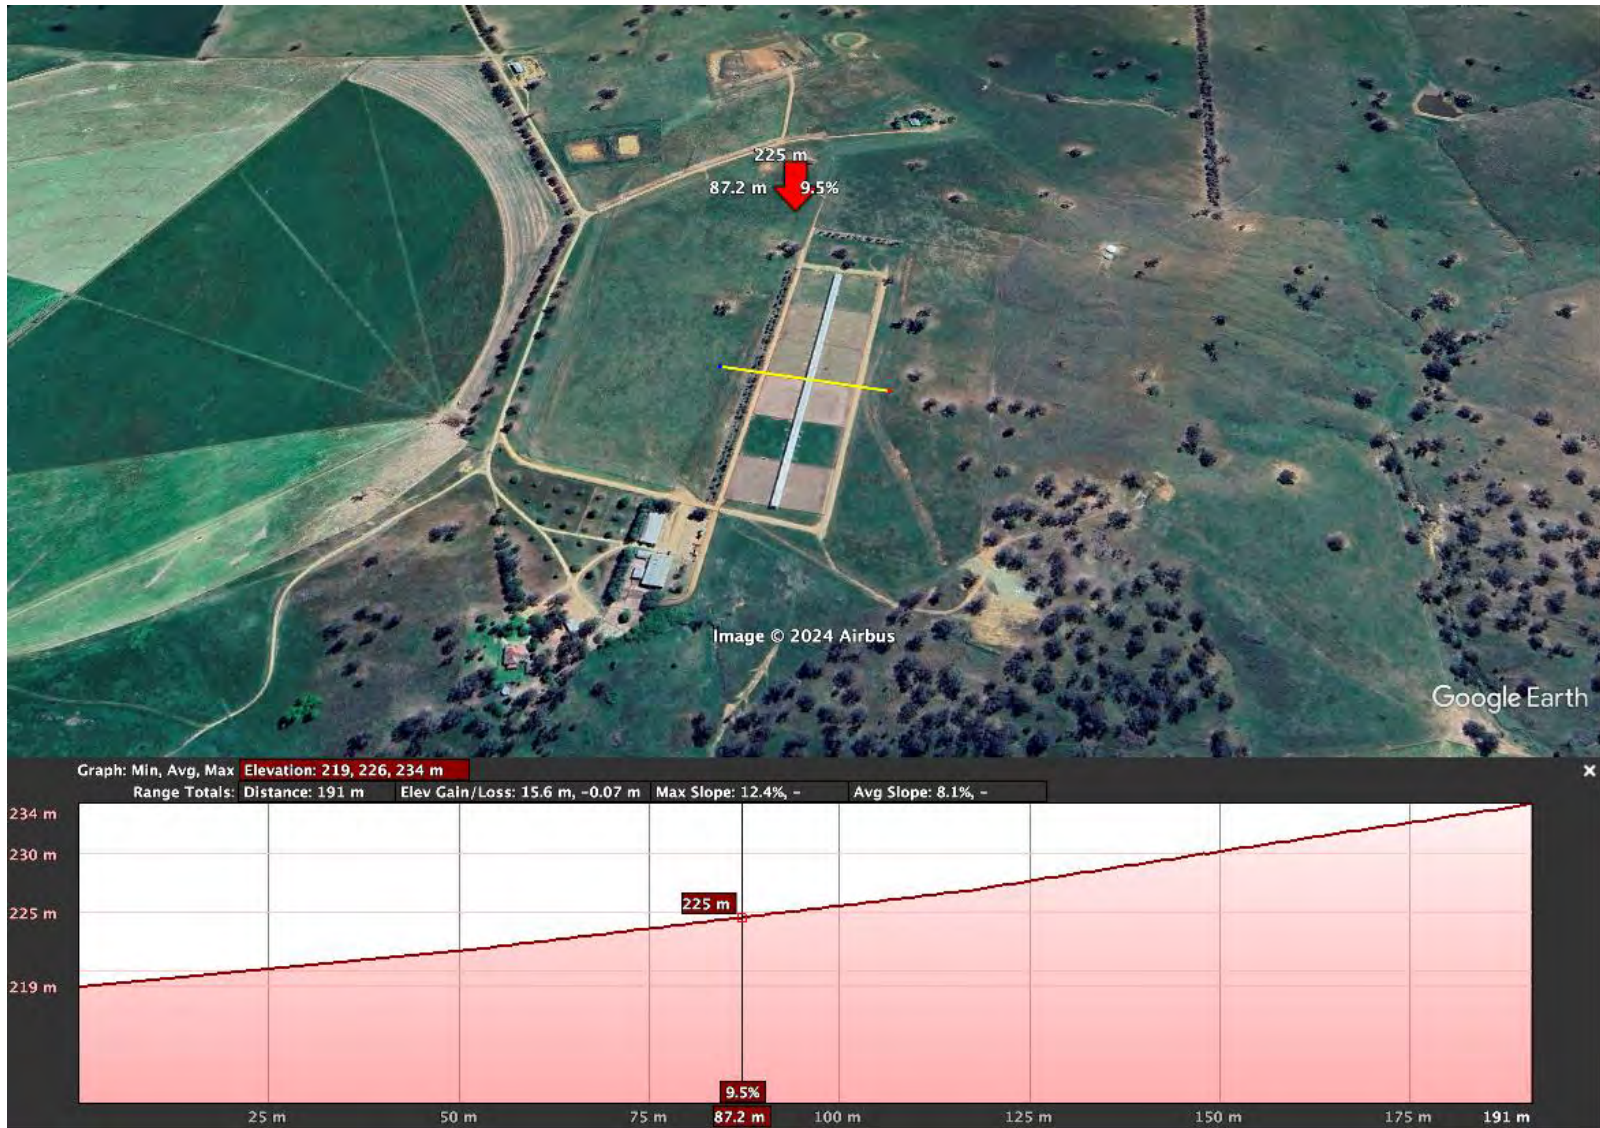 225 m
87.2 m 9.5%
Image © 2024 Airbus
Google Earth
Graph: Min, Avg, Max Elevation: 219, 226, 234 m
Range Totals: Distance: 191 m Elev Gain/Loss: 15.6 m, -0.07 m Max Slope: 12.4%, - Avg Slope: 8.1%, -
234 m
230 m
225 m
225 m
219 m
9.5%
25 m 50 m 75 m 87.2 m 100 m 125 m 150 m 175 m 191 m